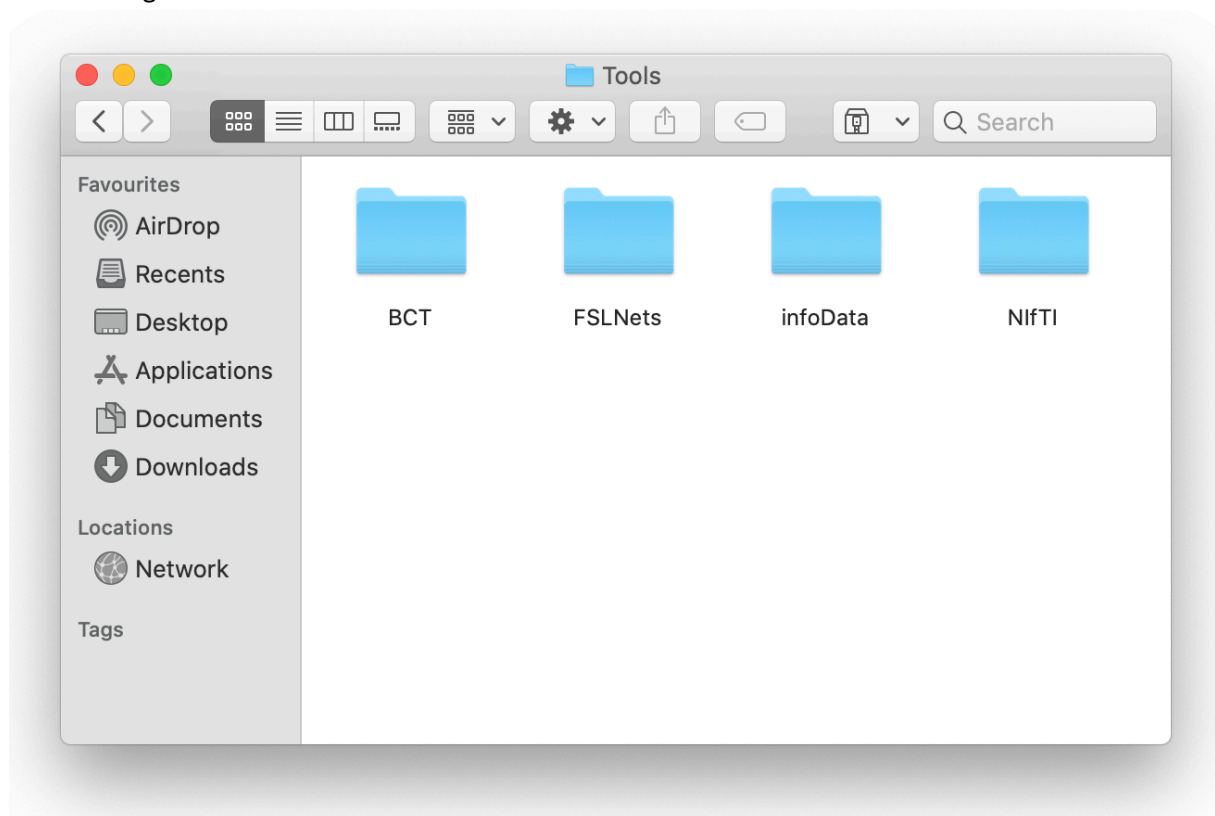 Tools
Search
Favourites
AirDrop
Recents
Desktop
Applications
Documents
Downloads
Locations
Network
Tags
BCT
FSLNets
infoData
NIfTI